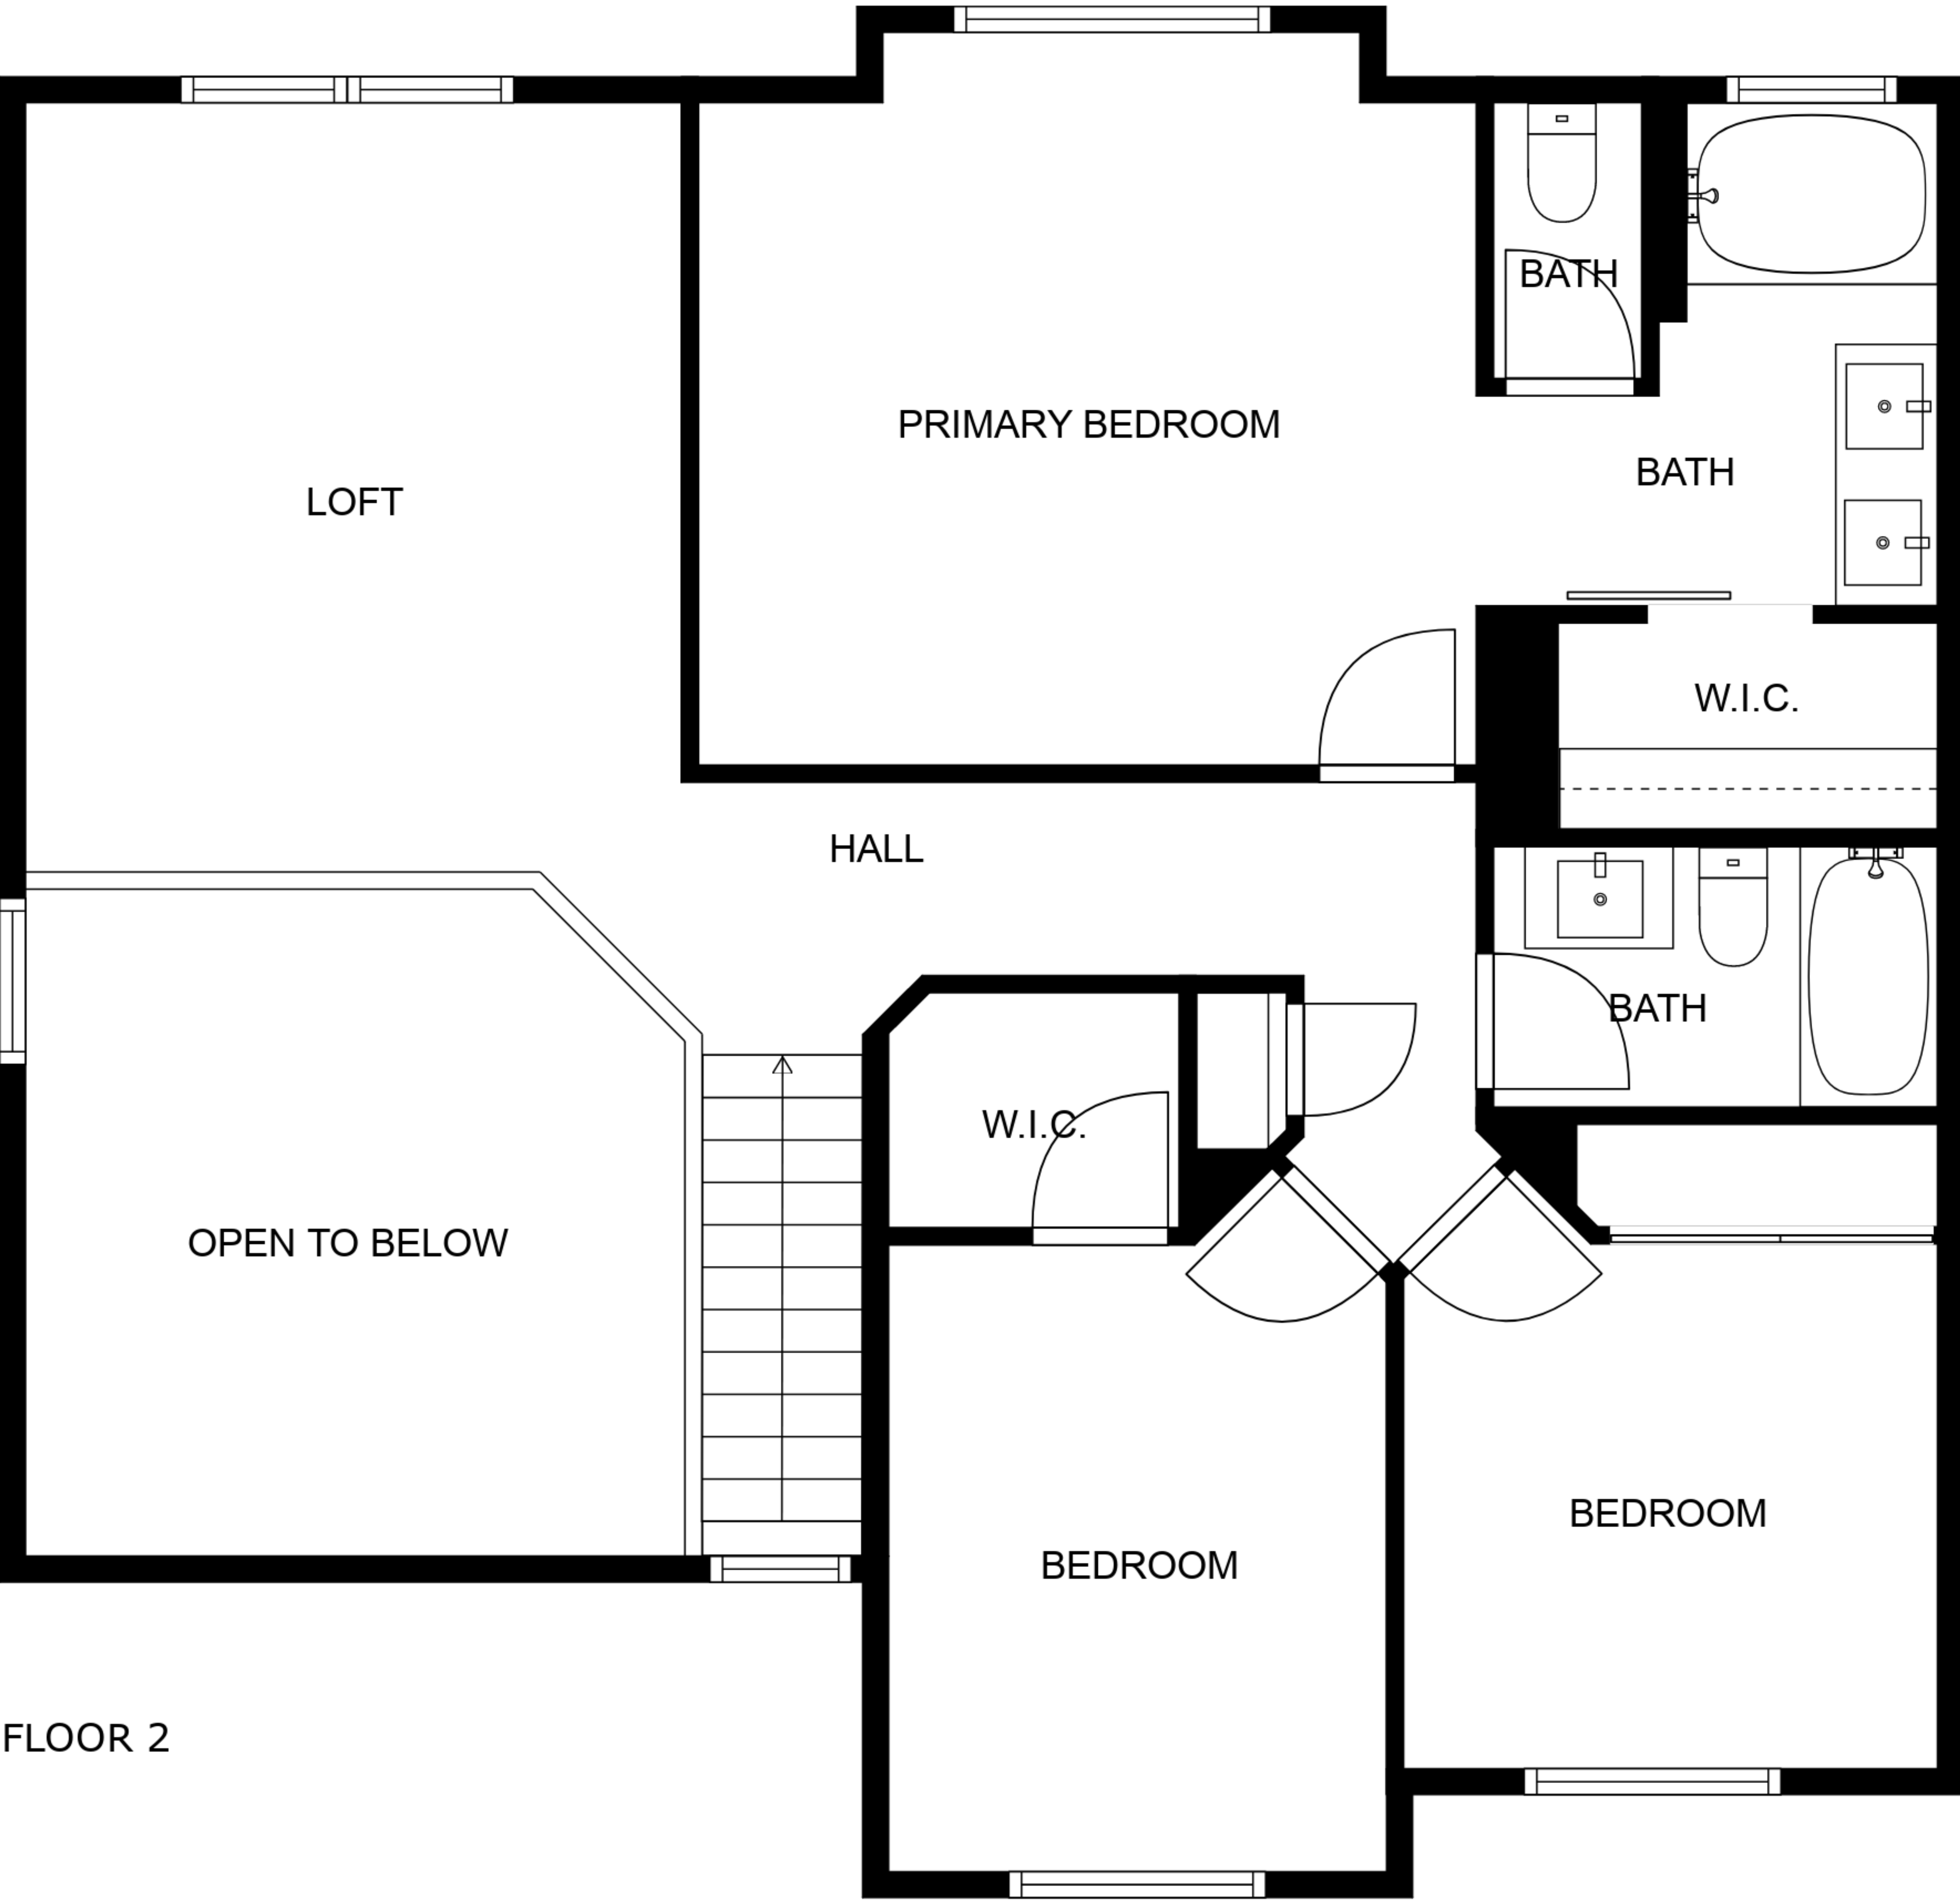 BATH
PRIMARY BEDROOM
BATH
LOFT
W.I.C.
HALL
BATH
W.I.C.
OPEN TO BELOW
BEDROOM
BEDROOM
FLOOR 2